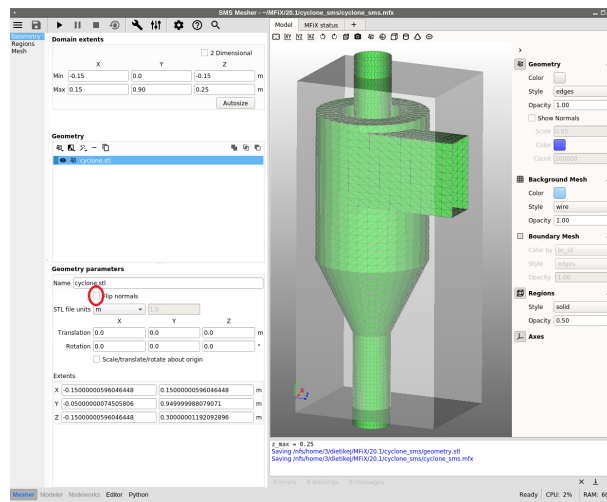 SMS Mesher - ~/MFiX/20.1/cyclone_sms/cyclone_sms.mfx
Geometry
Regions
Mesh
Domain extents
2 Dimensional
X Y Z
Min -0.15 0.0 -0.15 m
Max 0.15 0.90 0.25 m
Autosize
Geometry
cyclone.stl
Geometry parameters
Name cyclone.stl
Flip normals
STL file units m 1.0
X Y Z
Translation 0.0 0.0 0.0 m
Rotation 0.0 0.0 0.0 °
Scale/translate/rotate about origin
Extents
X -0.15000000596046448 0.15000000596046448 m
Y -0.05000000074505806 0.949999988079071 m
Z -0.15000000596046448 0.30000001192092896 m
Model MFiX status +
XY YZ XZ
X Z
Geometry
Color
Style edges
Opacity 1.00
Show Normals
Scale 0.05
Color
Count 160000
Background Mesh
Color
Style wire
Opacity 1.00
Boundary Mesh
Color by bc_id
Style edges
Opacity 1.00
Regions
Style solid
Opacity 0.50
Axes
z_max = 0.25
Saving /nfs/home/3/dietikej/MFiX/20.1/cyclone_sms/geometry.stl
Saving /nfs/home/3/dietikej/MFiX/20.1/cyclone_sms/cyclone_sms.mfx
0 errors 0 warnings 0 messages
Mesher Modeler Nodeworks Editor Python
Ready CPU: 2% RAM: 60